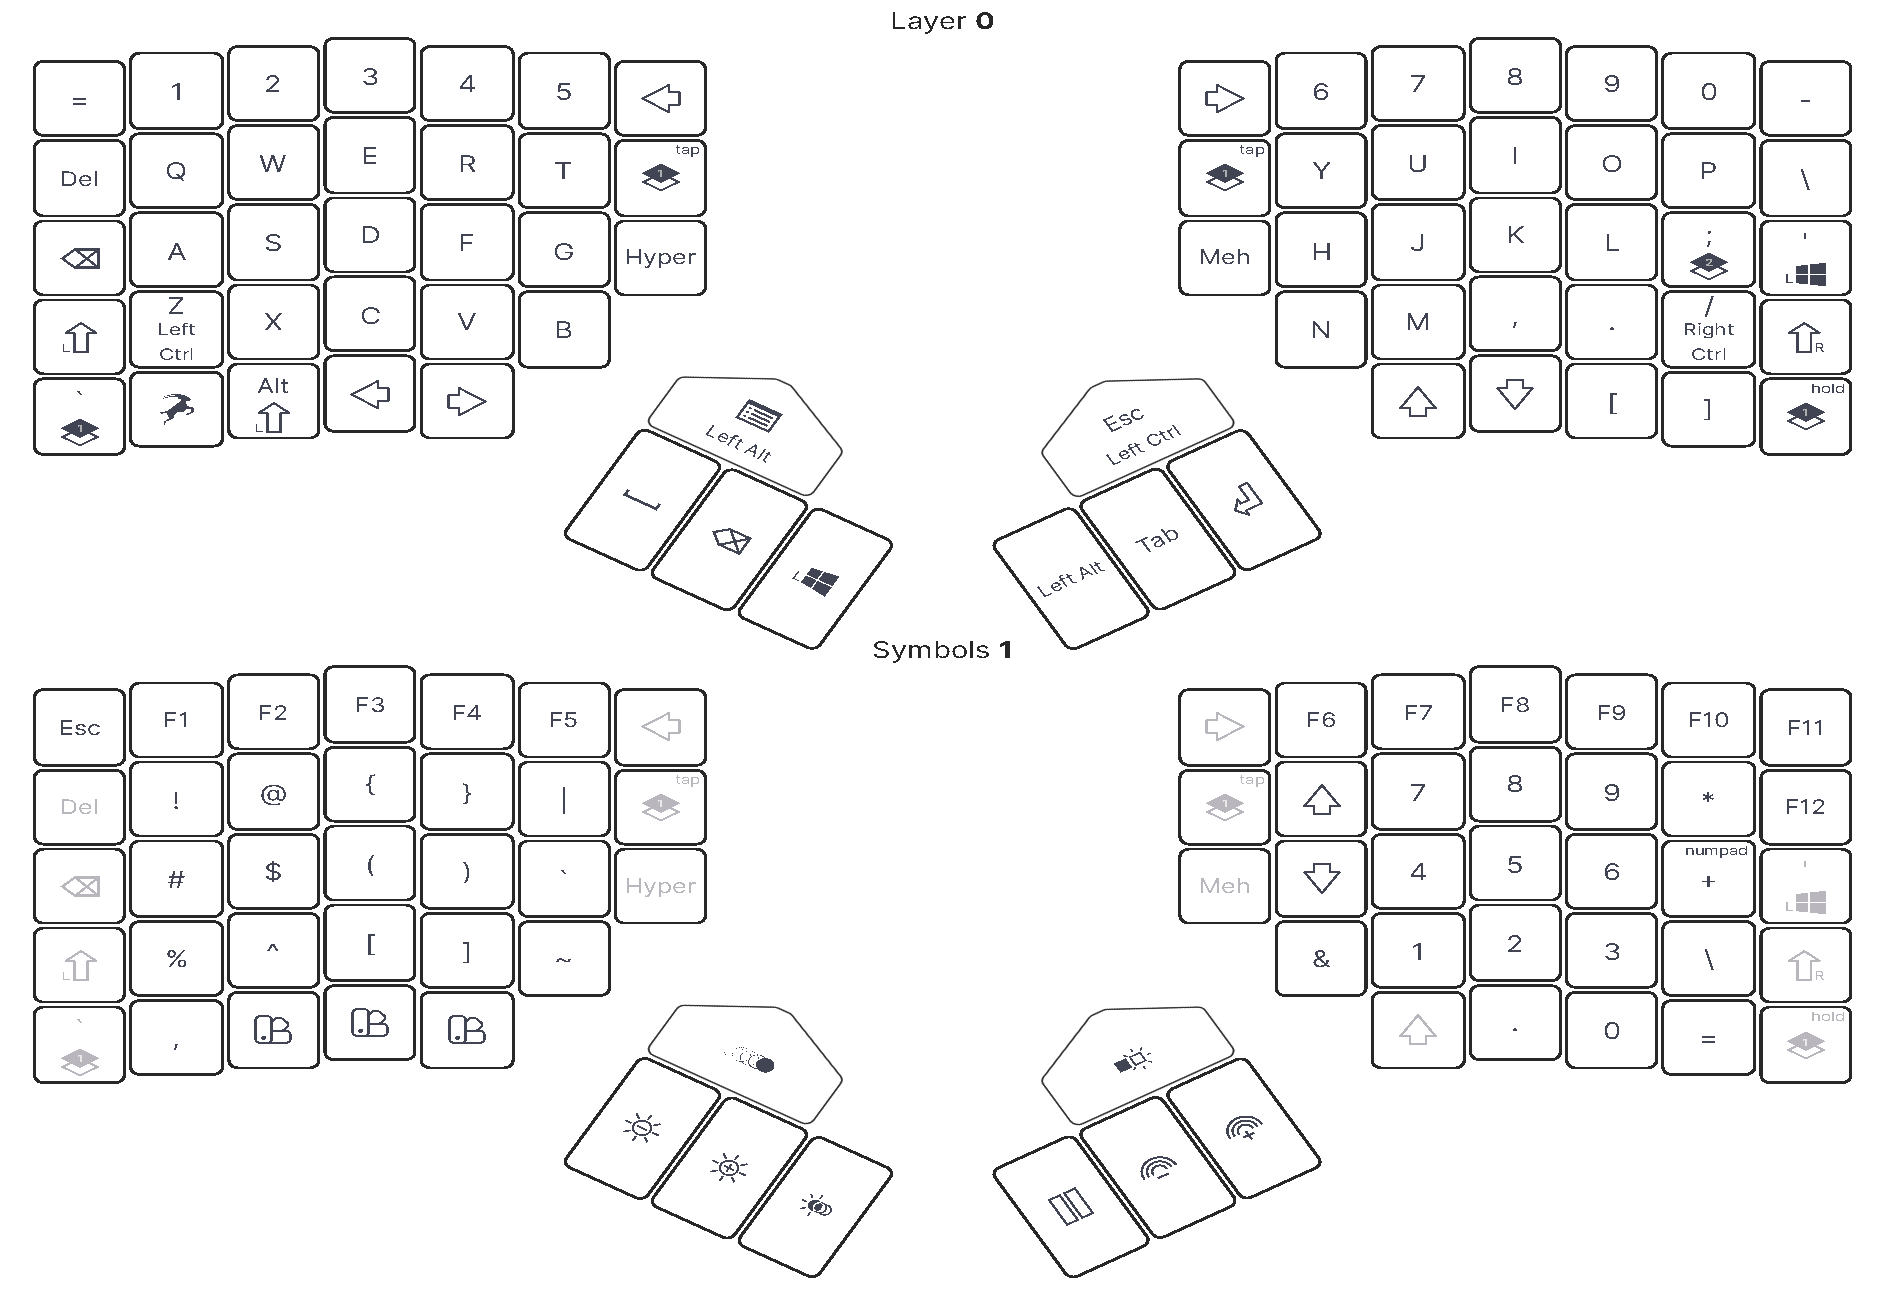 Layer 0
= 1 2 3 4 5 6 7 8 9 0 -
Del Q W E R T tap 1 tap 1 Y U I O P \
A S D F G Hyper Meh H J K L ; 2 ' L
L Z Left Ctrl X C V B N M , . / Right Ctrl R
` 1 Alt L [ ] hold 1
Left Alt
Esc
Left Ctrl
L
Left Alt
Tab
Symbols 1
Esc F1 F2 F3 F4 F5 F6 F7 F8 F9 F10 F11
Del ! @ { } | tap 1 tap 1 7 8 9 * F12
# $ ( ) ` Hyper Meh 4 5 6 numpad + ' L
L % ^ [ ] ~ & 1 2 3 \ R
` 1 , . 0 = hold 1